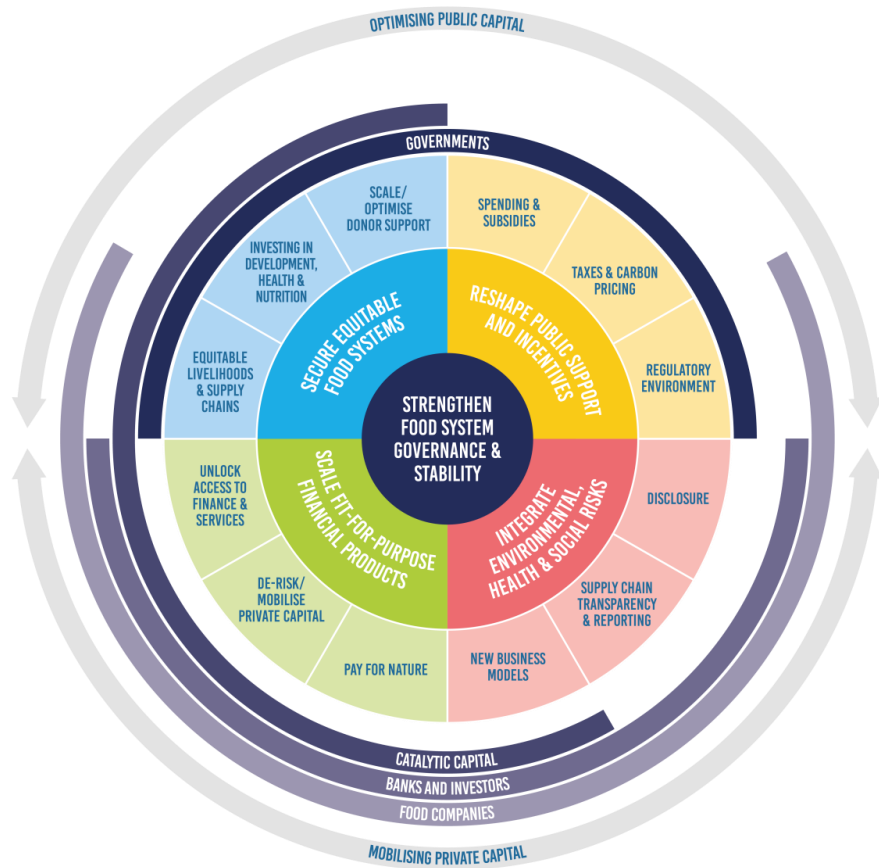 OPTIMISING PUBLIC CAPITAL
GOVERNMENTS
SCALE/
OPTIMISE
DONOR SUPPORT
SPENDING &
SUBSIDIES
INVESTING IN
DEVELOPMENT,
HEALTH &
NUTRITION
TAXES & CARBON
PRICING
EQUITABLE
LIVELIHOODS
& SUPPLY
CHAINS
REGULATORY
ENVIRONMENT
SECURE EQUITABLE
FOOD SYSTEMS
RESHAPE PUBLIC SUPPORT
AND INCENTIVES
STRENGTHEN
FOOD SYSTEM
GOVERNANCE &
STABILITY
SCALE FIT-FOR-PURPOSE
FINANCIAL PRODUCTS
INTEGRATE
ENVIRONMENTAL,
HEALTH & SOCIAL RISKS
UNLOCK
ACCESS TO
FINANCE &
SERVICES
DISCLOSURE
DE-RISK/
MOBILISE
PRIVATE CAPITAL
SUPPLY CHAIN
TRANSPARENCY
& REPORTING
PAY FOR NATURE
NEW BUSINESS
MODELS
CATALYTIC CAPITAL
BANKS AND INVESTORS
FOOD COMPANIES
MOBILISING PRIVATE CAPITAL